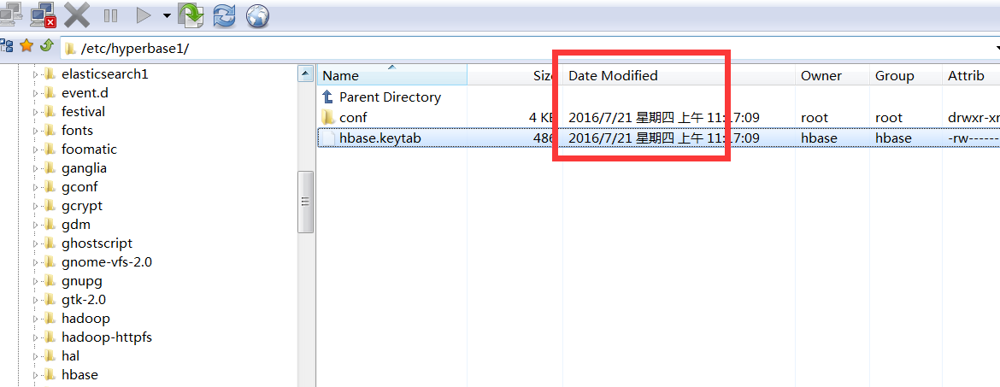 /etc/hyperbase1/
elasticsearch1
event.d
festival
fonts
foomatic
ganglia
gconf
gcrypt
gdm
ghostscript
gnome-vfs-2.0
gnupg
gtk-2.0
hadoop
hadoop-httpfs
hal
hbase
Name Size Date Modified Owner Group Attrib
Parent Directory
conf 4 KB 2016/7/21 星期四 上午 11:17:09 root root drwxr-xr
hbase.keytab 486 2016/7/21 星期四 上午 11:17:09 hbase hbase -rw-------